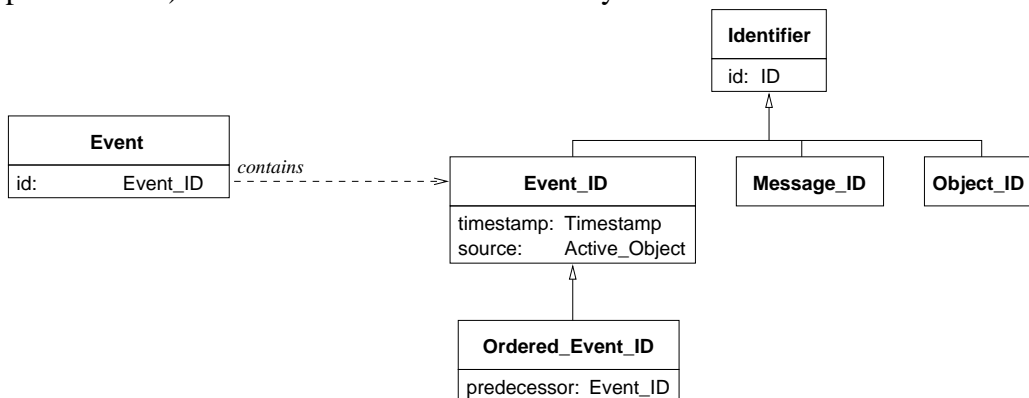 Identifier
id: ID
Event
id: Event_ID
contains
Event_ID
timestamp: Timestamp
source: Active_Object
Message_ID
Object_ID
Ordered_Event_ID
predecessor: Event_ID